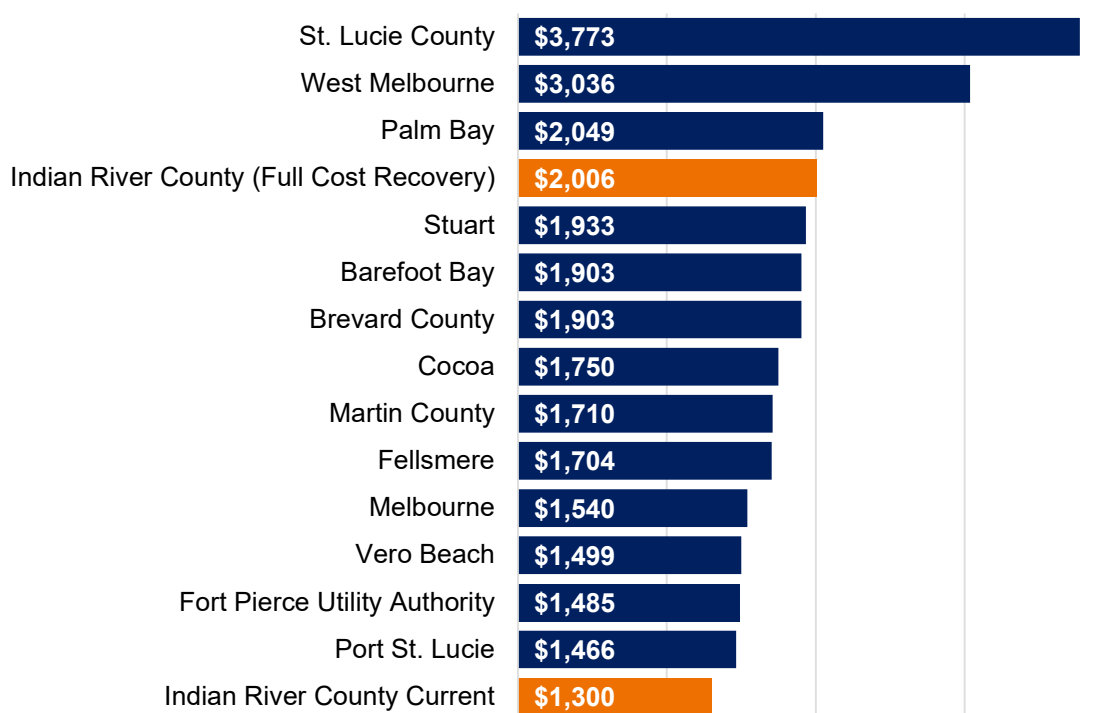 St. Lucie County $3,773
West Melbourne $3,036
Palm Bay $2,049
Indian River County (Full Cost Recovery) $2,006
Stuart $1,933
Barefoot Bay $1,903
Brevard County $1,903
Cocoa $1,750
Martin County $1,710
Fellsmere $1,704
Melbourne $1,540
Vero Beach $1,499
Fort Pierce Utility Authority $1,485
Port St. Lucie $1,466
Indian River County Current $1,300